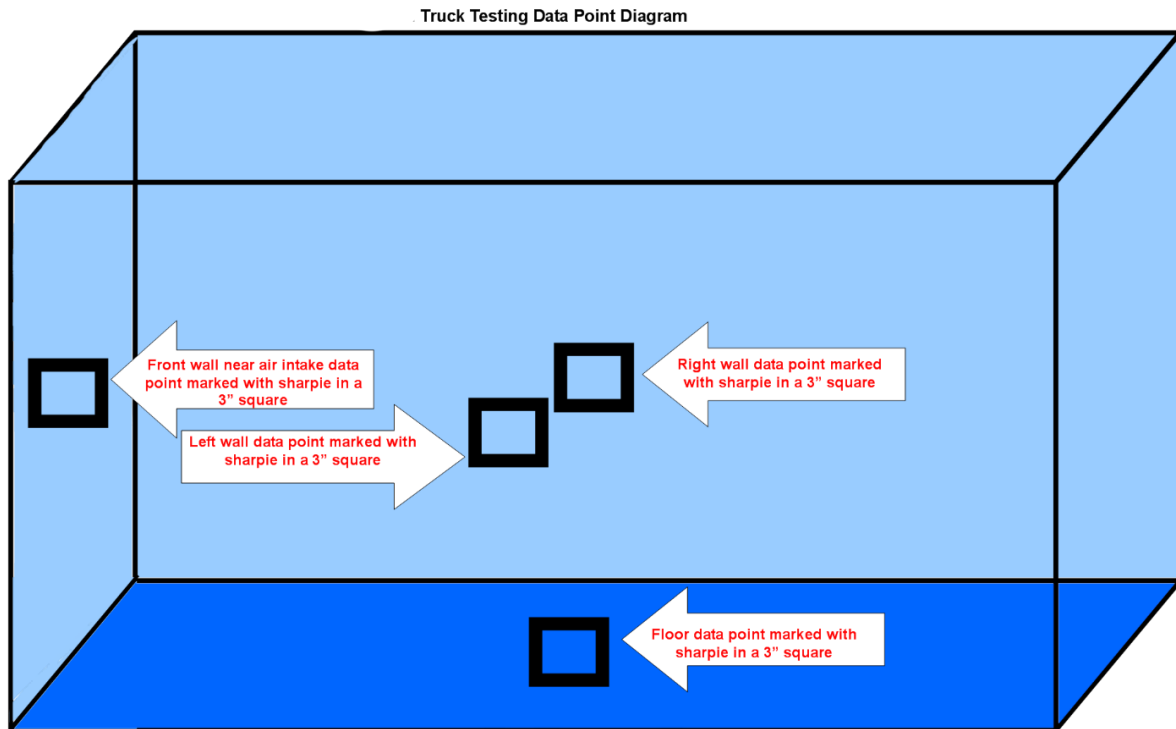 Truck Testing Data Point Diagram
Front wall near air intake data
point marked with sharpie in a
3” square
Right wall data point marked
with sharpie in a 3” square
Left wall data point marked with
sharpie in a 3” square
Floor data point marked with
sharpie in a 3” square